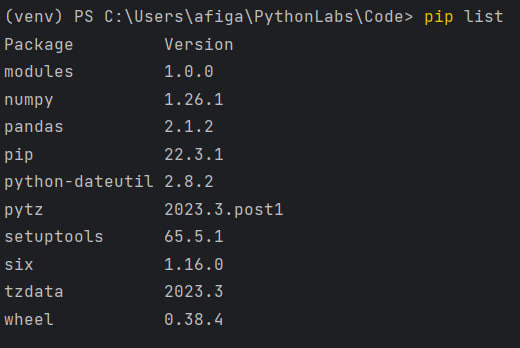 (venv) PS C:\Users\afiga\PythonLabs\Code> pip list
Package         Version
modules         1.0.0
numpy           1.26.1
pandas          2.1.2
pip             22.3.1
python-dateutil 2.8.2
pytz            2023.3.post1
setuptools      65.5.1
six             1.16.0
tzdata          2023.3
wheel           0.38.4